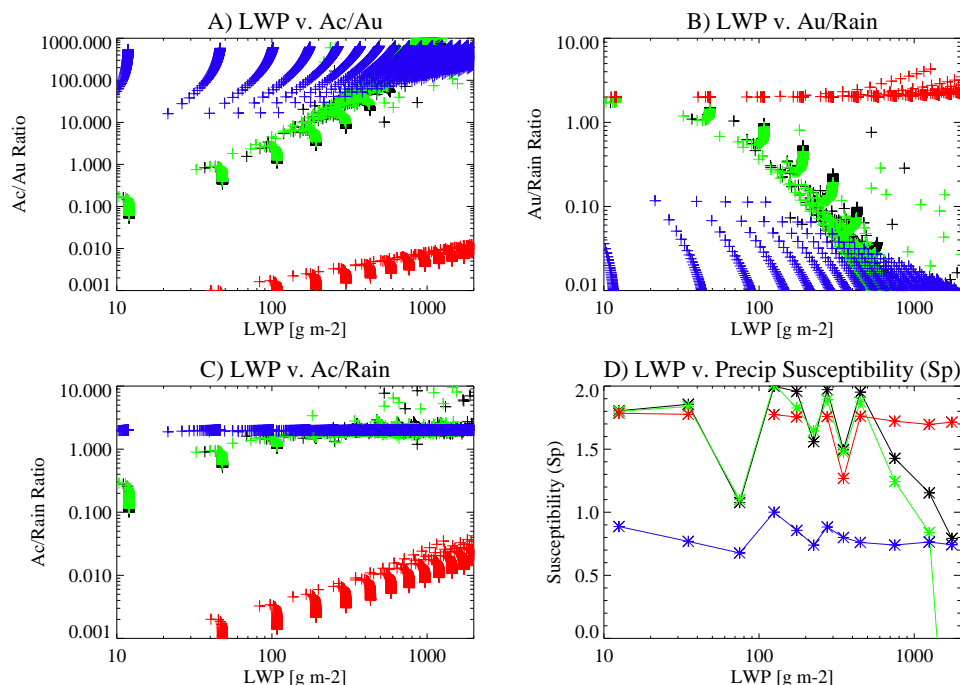 A) LWP v. Ac/Au
1000.000
100.000
10.000
1.000
0.100
0.010
0.001
Ac/Au Ratio
10 100 1000
LWP [g m-2]
B) LWP v. Au/Rain
10.00
1.00
0.10
0.01
Au/Rain Ratio
10 100 1000
LWP [g m-2]
C) LWP v. Ac/Rain
10.000
1.000
0.100
0.010
0.001
Ac/Rain Ratio
10 100 1000
LWP [g m-2]
D) LWP v. Precip Susceptibility (Sp)
2.0
1.5
1.0
0.5
0.0
Susceptibility (Sp)
10 100 1000
LWP [g m-2]